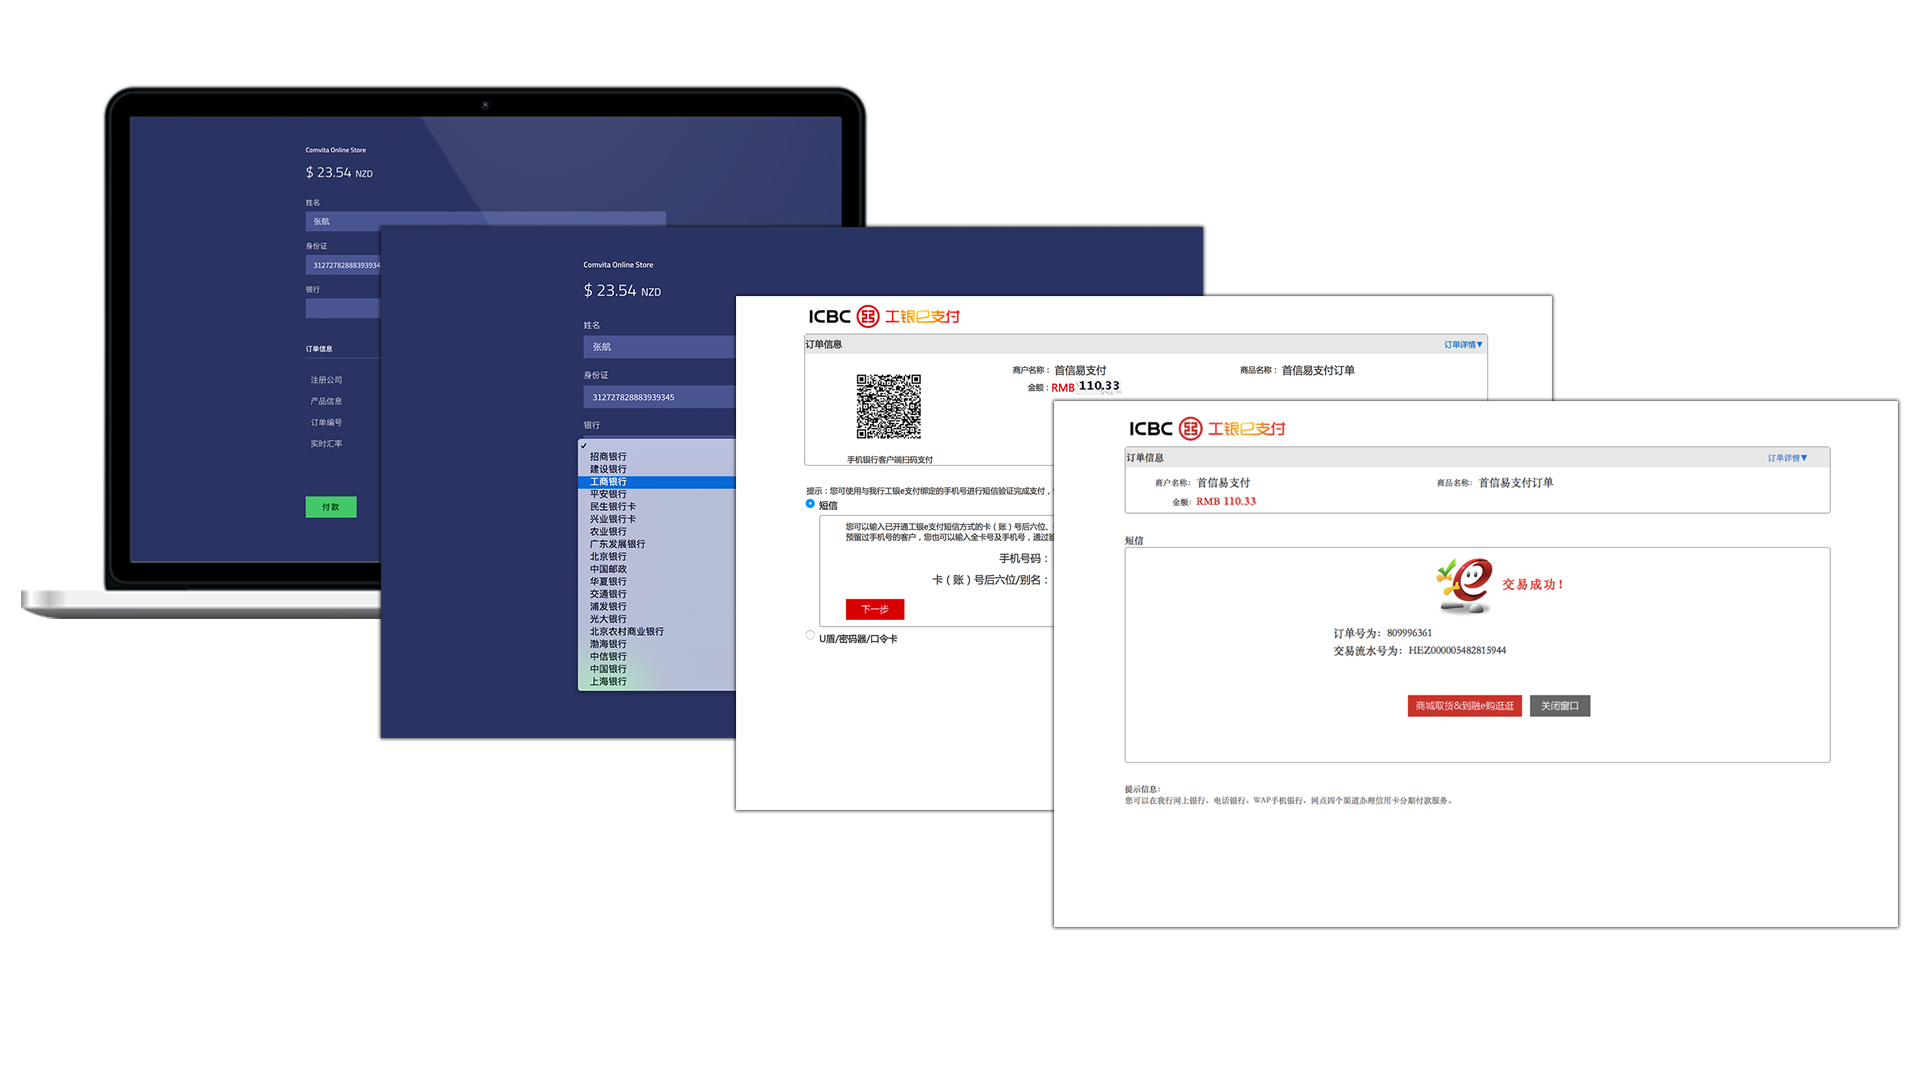 Comvita Online Store
$ 23.54 NZD
姓名
张航
身份证
3127278288839393​4
银行
订单信息
注册公司
产品信息
订单编号
实时汇率
付款
Comvita Online Store
$ 23.54 NZD
姓名
张航
身份证
312727828883939345
银行
招商银行
建设银行
工商银行
平安银行
民生银行卡
兴业银行卡
农业银行
广东发展银行
北京银行
中国邮政
华夏银行
交通银行
浦发银行
光大银行
北京农村商业银行
渤海银行
中信银行
中国银行
上海银行
ICBC 工银e支付
订单信息 订单详情▼
商户名称: 首信易支付 商品名称: 首信易支付订单
金额: RMB 110.33
手机银行客户端扫码支付
提示:您可使用与我行工银e支付绑定的手机号进行短信验证完成支付,
短信
您可以输入已开通工银e支付短信方式的卡(账)号后六位、
预留过手机号的客户,您也可以输入全卡号及手机号,通过
手机号码:
卡(账)号后六位/别名:
下一步
U盾/密码器/口令卡
ICBC 工银e支付
订单信息 订单详情▼
商户名称: 首信易支付 商品名称: 首信易支付订单
金额: RMB 110.33
短信
交易成功!
订单号为: 809996361
交易流水号为: HEZ000005482815944
商城取货&到融e购逛逛 关闭窗口
提示信息:
您可以在我行网上银行、电话银行、WAP手机银行、网点四个渠道办理信用卡分期付款服务。